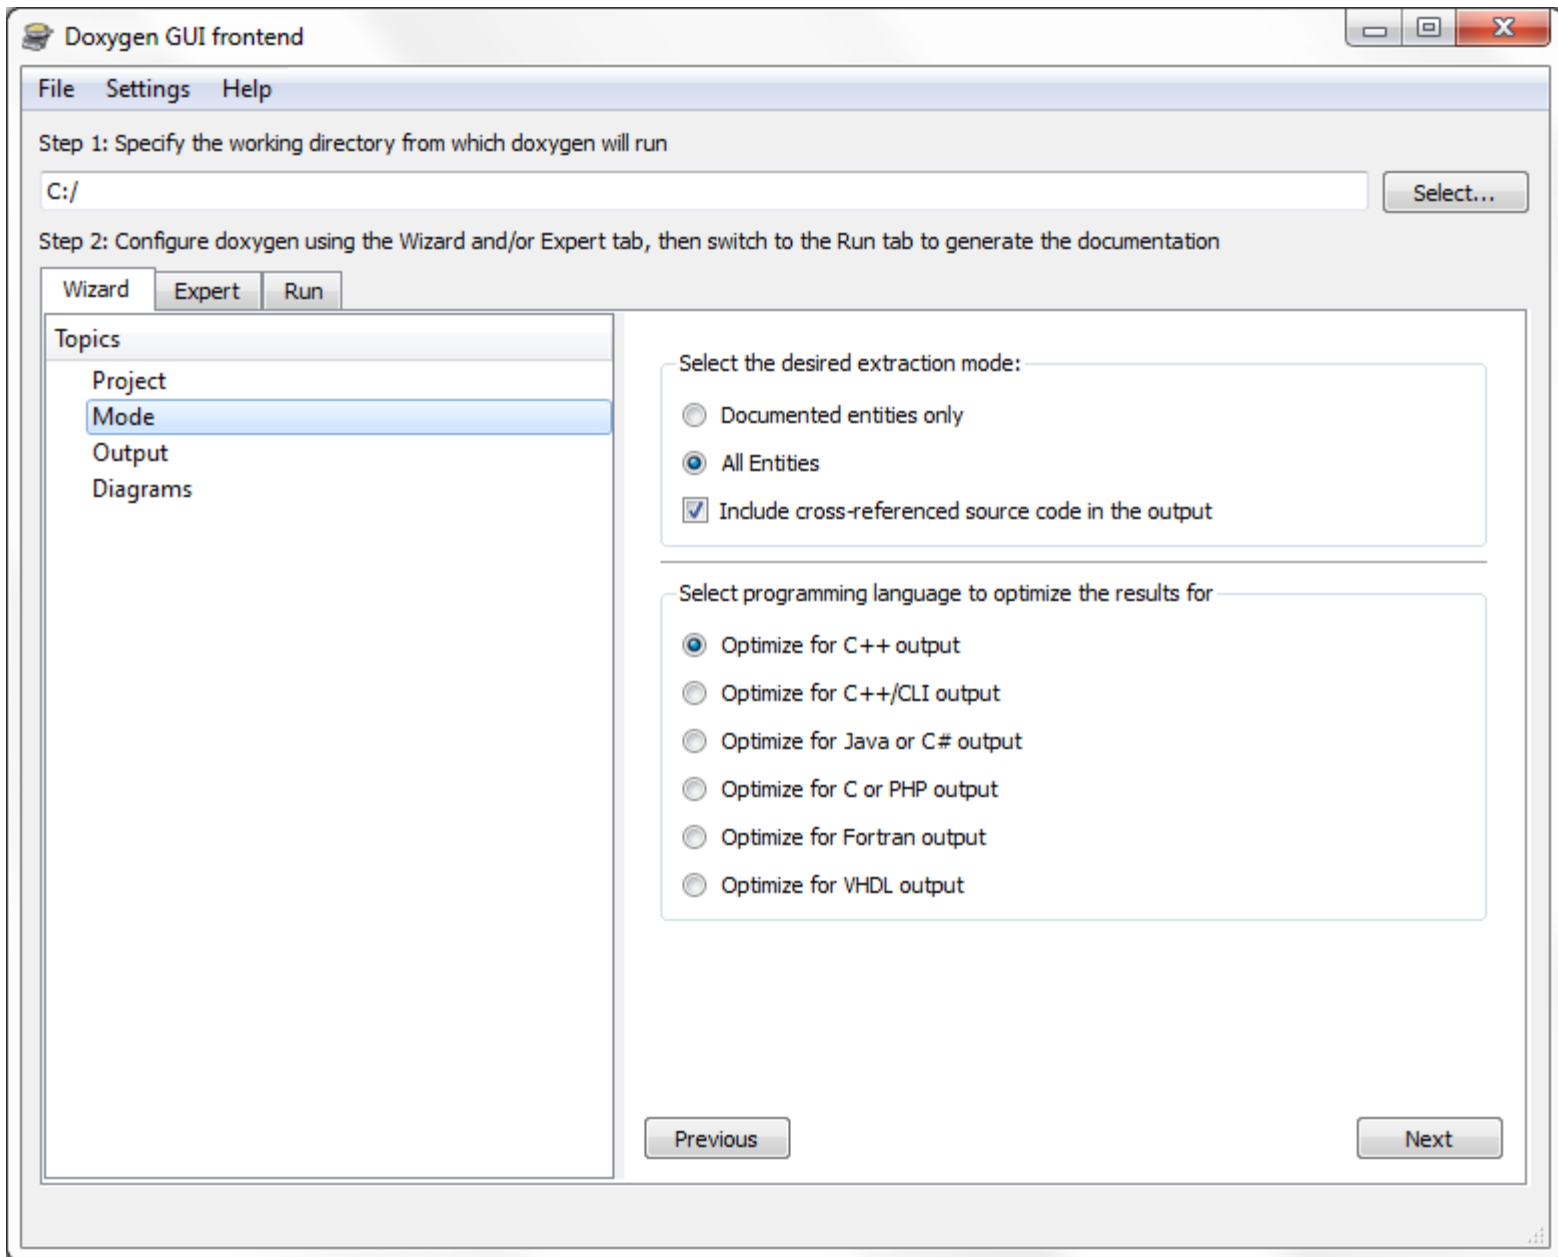 Doxygen GUI frontend
File Settings Help
Step 1: Specify the working directory from which doxygen will run
C:/
Select...
Step 2: Configure doxygen using the Wizard and/or Expert tab, then switch to the Run tab to generate the documentation
Wizard Expert Run
Topics
Project
Mode
Output
Diagrams
Select the desired extraction mode:
Documented entities only
All Entities
Include cross-referenced source code in the output
Select programming language to optimize the results for
Optimize for C++ output
Optimize for C++/CLI output
Optimize for Java or C# output
Optimize for C or PHP output
Optimize for Fortran output
Optimize for VHDL output
Previous Next